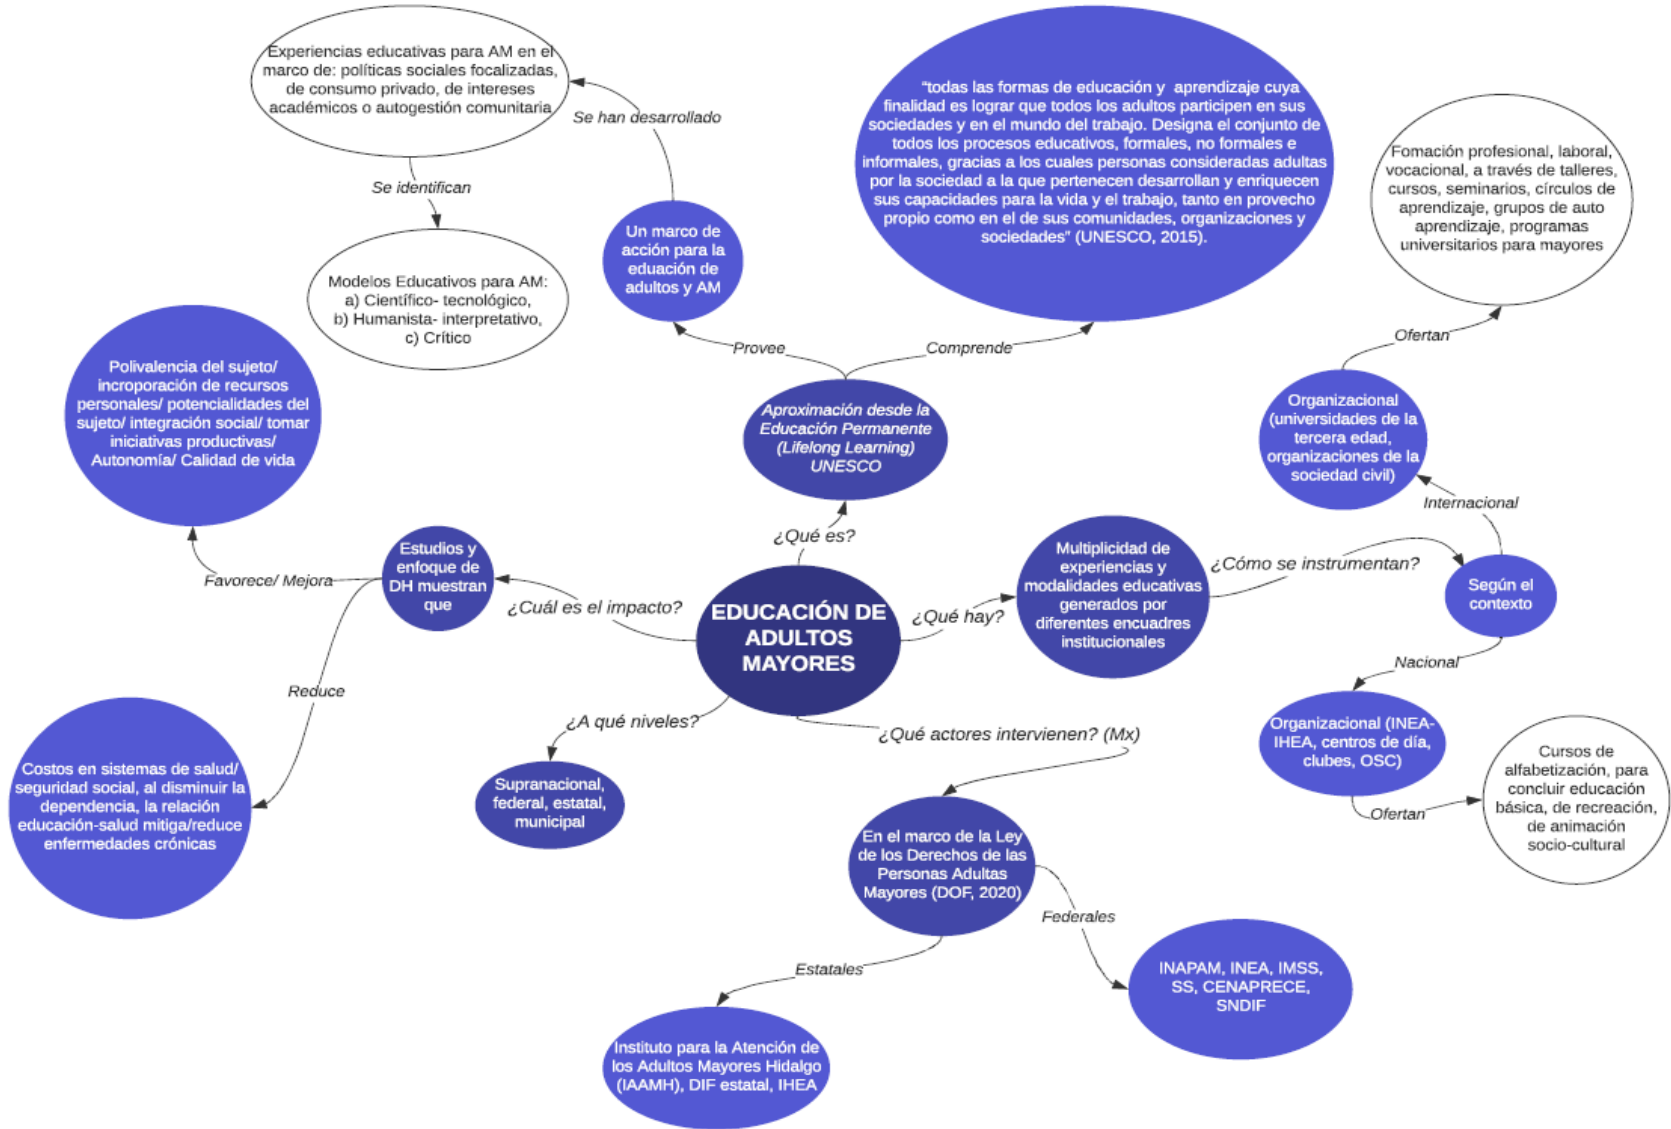 Experiencias educativas para AM en el
marco de: políticas sociales focalizadas,
de consumo privado, de intereses
académicos o autogestión comunitaria
Se han desarrollado
Se identifican
Modelos Educativos para AM:
a) Científico- tecnológico,
b) Humanista- interpretativo,
c) Crítico
Un marco de
acción para la
eduación de
adultos y AM
"todas las formas de educación y aprendizaje cuya
finalidad es lograr que todos los adultos participen en sus
sociedades y en el mundo del trabajo. Designa el conjunto de
todos los procesos educativos, formales, no formales e
informales, gracias a los cuales personas consideradas adultas
por la sociedad a la que pertenecen desarrollan y enriquecen
sus capacidades para la vida y el trabajo, tanto en provecho
propio como en el de sus comunidades, organizaciones y
sociedades" (UNESCO, 2015).
Fomación profesional, laboral,
vocacional, a través de talleres,
cursos, seminarios, círculos de
aprendizaje, grupos de auto
aprendizaje, programas
universitarios para mayores
Provee
Comprende
Ofertan
Polivalencia del sujeto/
incroporación de recursos
personales/ potencialidades del
sujeto/ integración social/ tomar
iniciativas productivas/
Autonomía/ Calidad de vida
Aproximación desde la
Educación Permanente
(Lifelong Learning)
UNESCO
Organizacional
(universidades de la
tercera edad,
organizaciones de la
sociedad civil)
Internacional
¿Qué es?
Estudios y
enfoque de
DH muestran
que
Favorece/ Mejora
¿Cuál es el impacto?
EDUCACIÓN DE
ADULTOS
MAYORES
¿Qué hay?
Multiplicidad de
experiencias y
modalidades educativas
generados por
diferentes encuadres
institucionales
¿Cómo se instrumentan?
Según el
contexto
Nacional
Reduce
¿A qué niveles?
¿Qué actores intervienen? (Mx)
Organizacional (INEA-
IHEA, centros de día,
clubes, OSC)
Ofertan
Cursos de
alfabetización, para
concluir educación
básica, de recreación,
de animación
socio-cultural
Costos en sistemas de salud/
seguridad social, al disminuir la
dependencia, la relación
educación-salud mitiga/reduce
enfermedades crónicas
Supranacional,
federal, estatal,
municipal
En el marco de la Ley
de los Derechos de las
Personas Adultas
Mayores (DOF, 2020)
Federales
Estatales
INAPAM, INEA, IMSS,
SS, CENAPRECE,
SNDIF
Instituto para la Atención de
los Adultos Mayores Hidalgo
(IAAMH), DIF estatal, IHEA